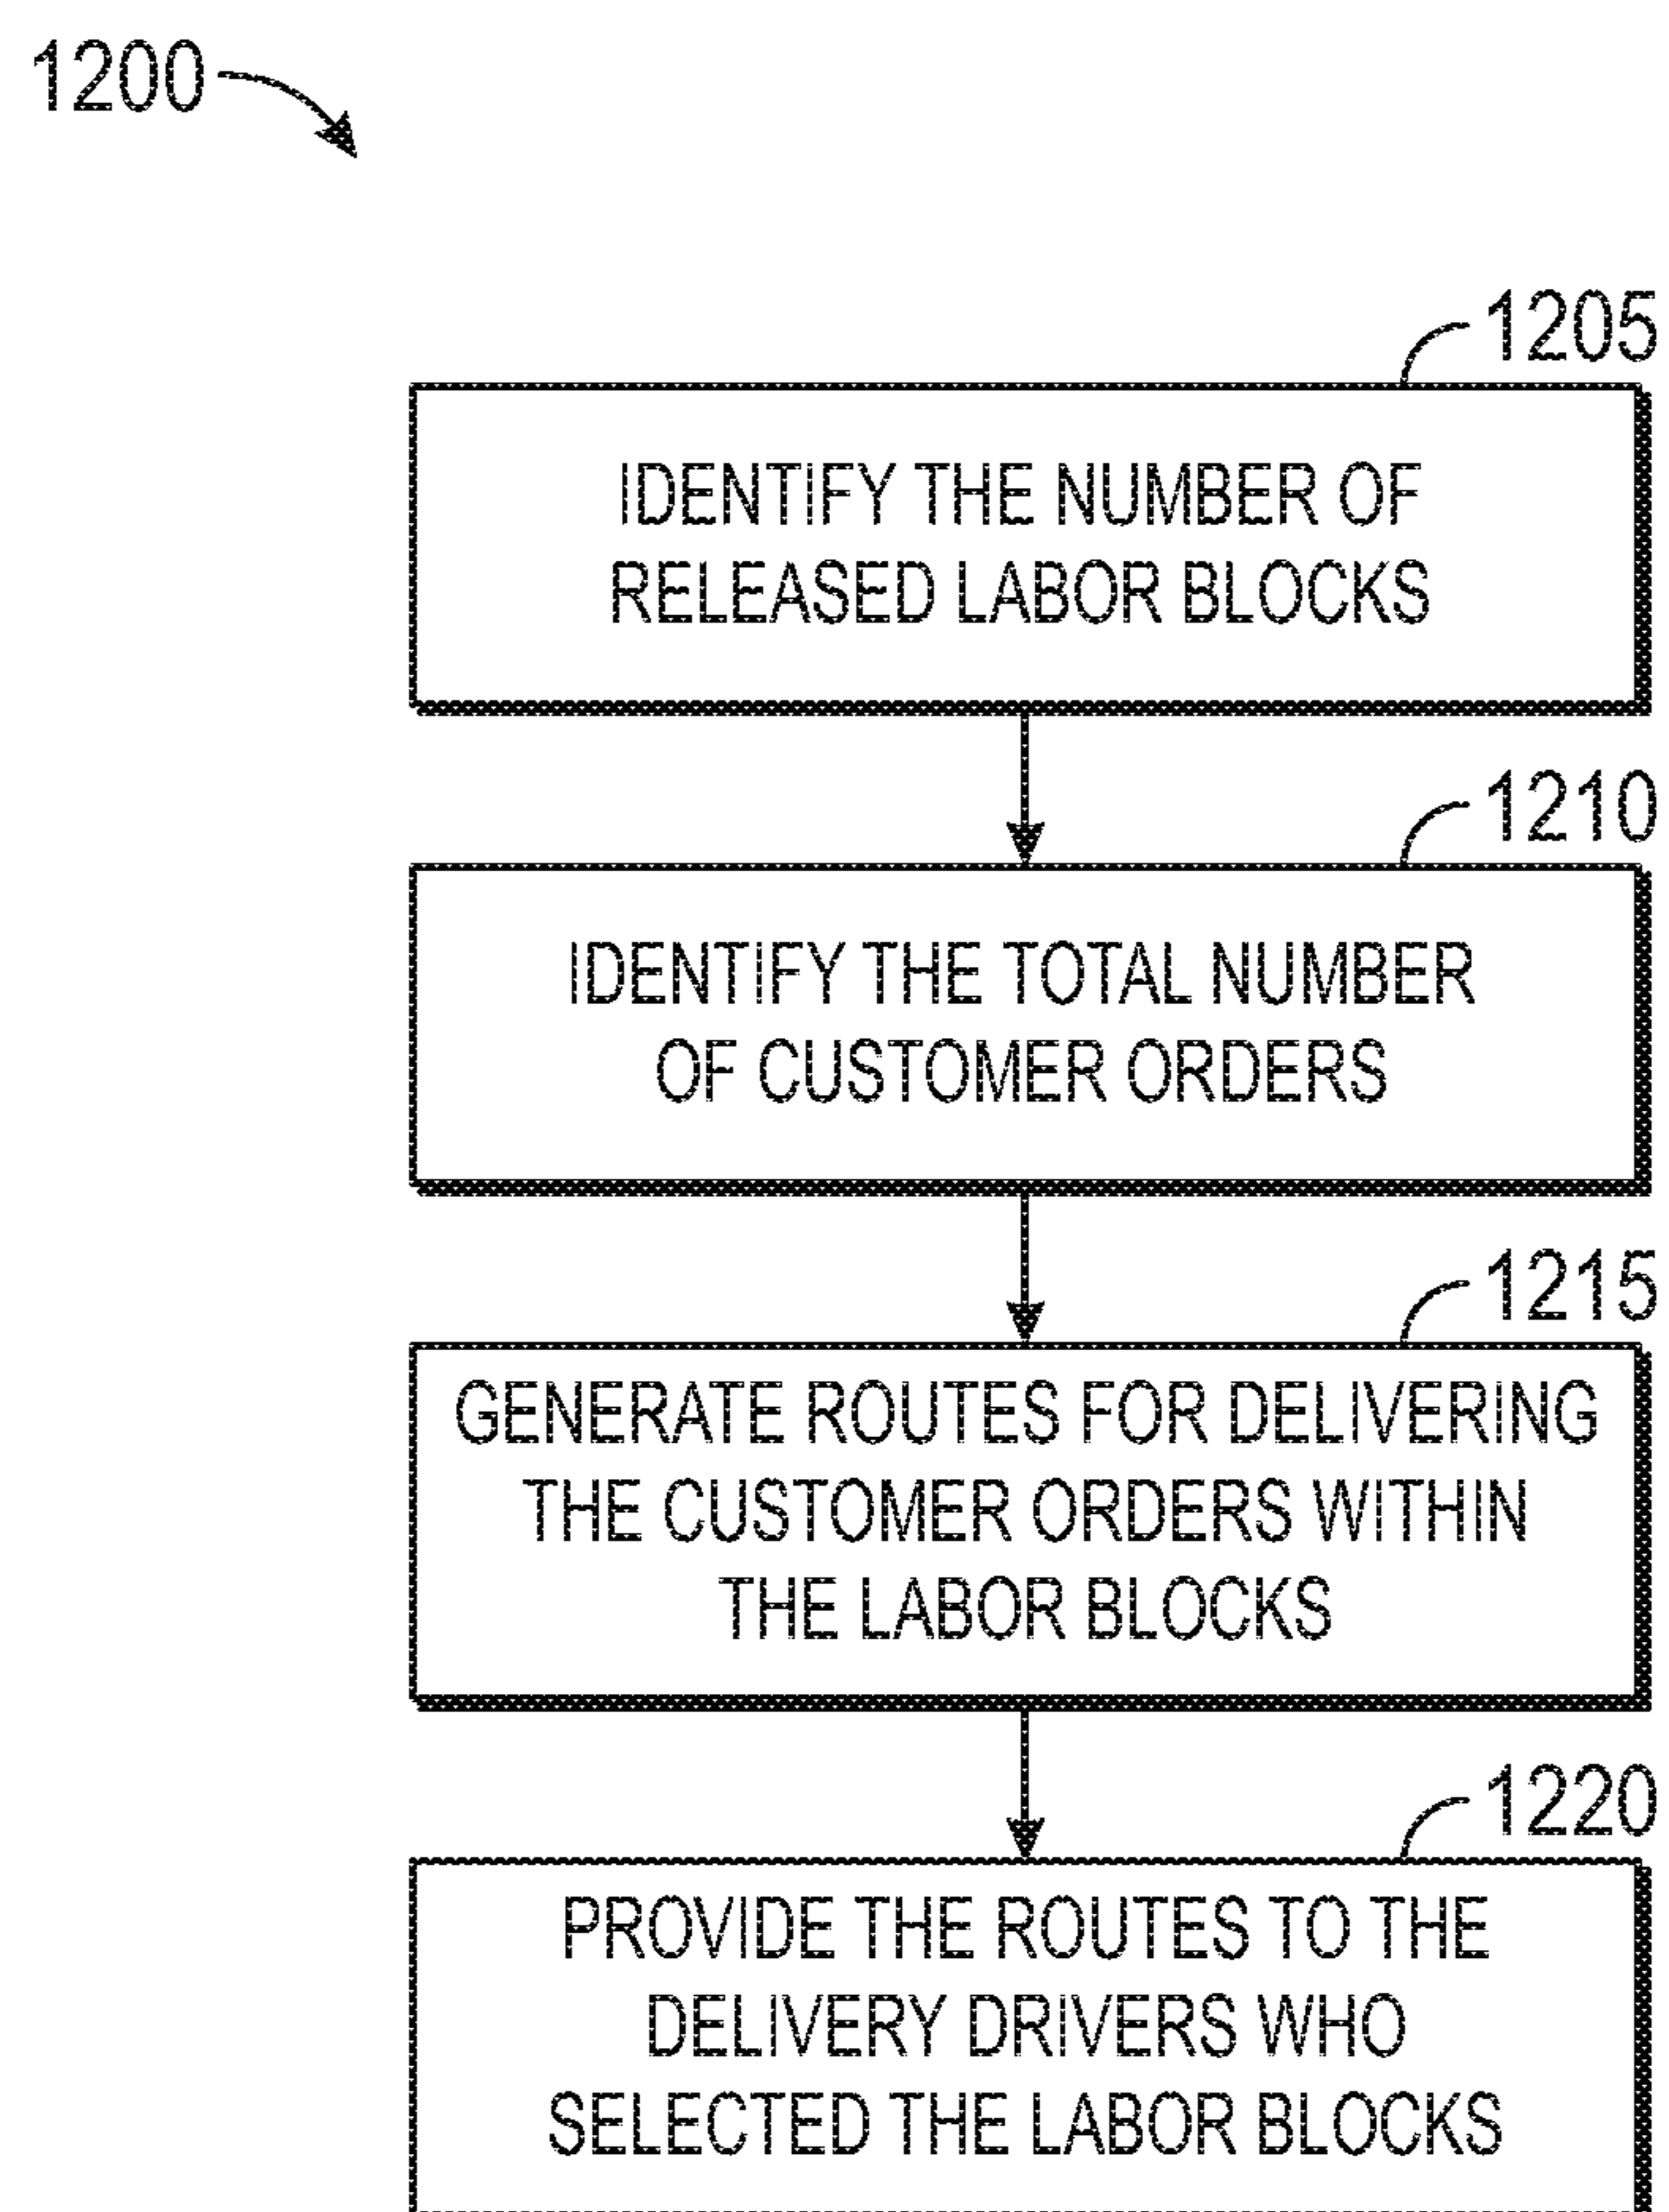 1200
1205
IDENTIFY THE NUMBER OF
RELEASED LABOR BLOCKS
1210
IDENTIFY THE TOTAL NUMBER
OF CUSTOMER ORDERS
1215
GENERATE ROUTES FOR DELIVERING
THE CUSTOMER ORDERS WITHIN
THE LABOR BLOCKS
1220
PROVIDE THE ROUTES TO THE
DELIVERY DRIVERS WHO
SELECTED THE LABOR BLOCKS